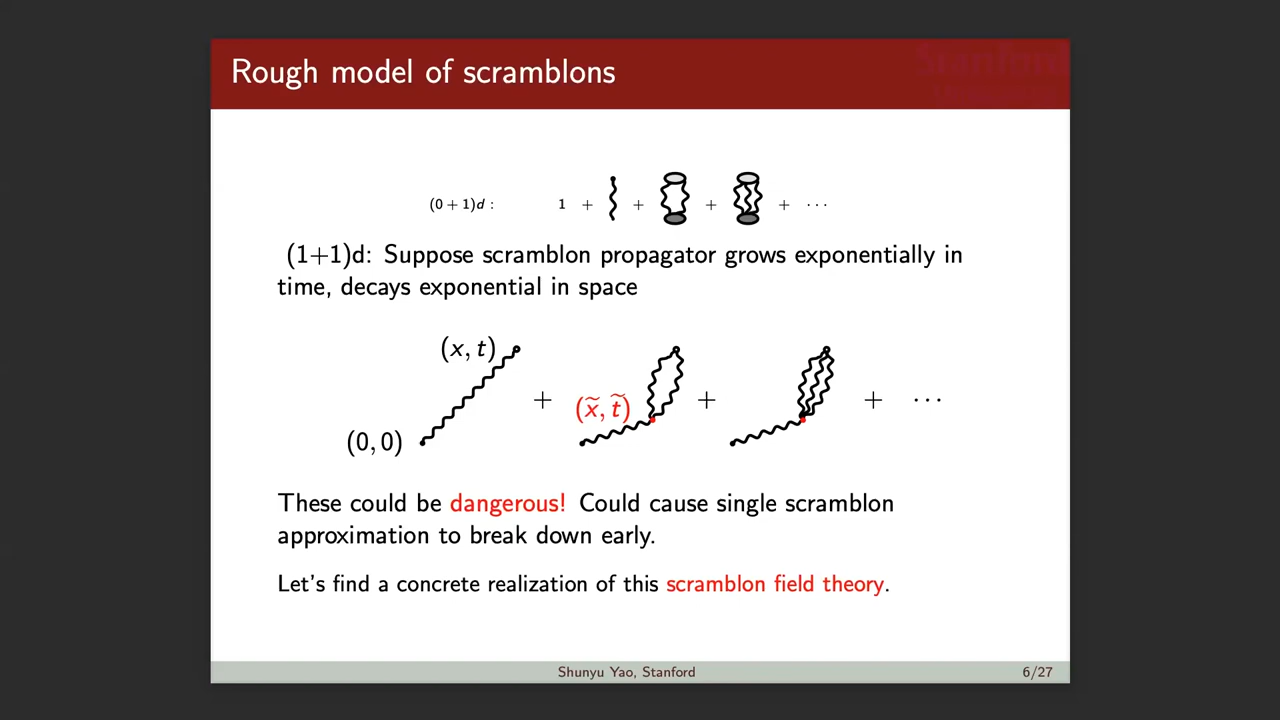 Rough model of scramblons
Stanford
(0 + 1)d : 1 + + + + ···
(1+1)d: Suppose scramblon propagator grows exponentially in
time, decays exponential in space
(x, t)
(x̃, t̃)
+ + + ···
(0, 0)
These could be dangerous! Could cause single scramblon
approximation to break down early.
Let's find a concrete realization of this scramblon field theory.
Shunyu Yao, Stanford 6/27